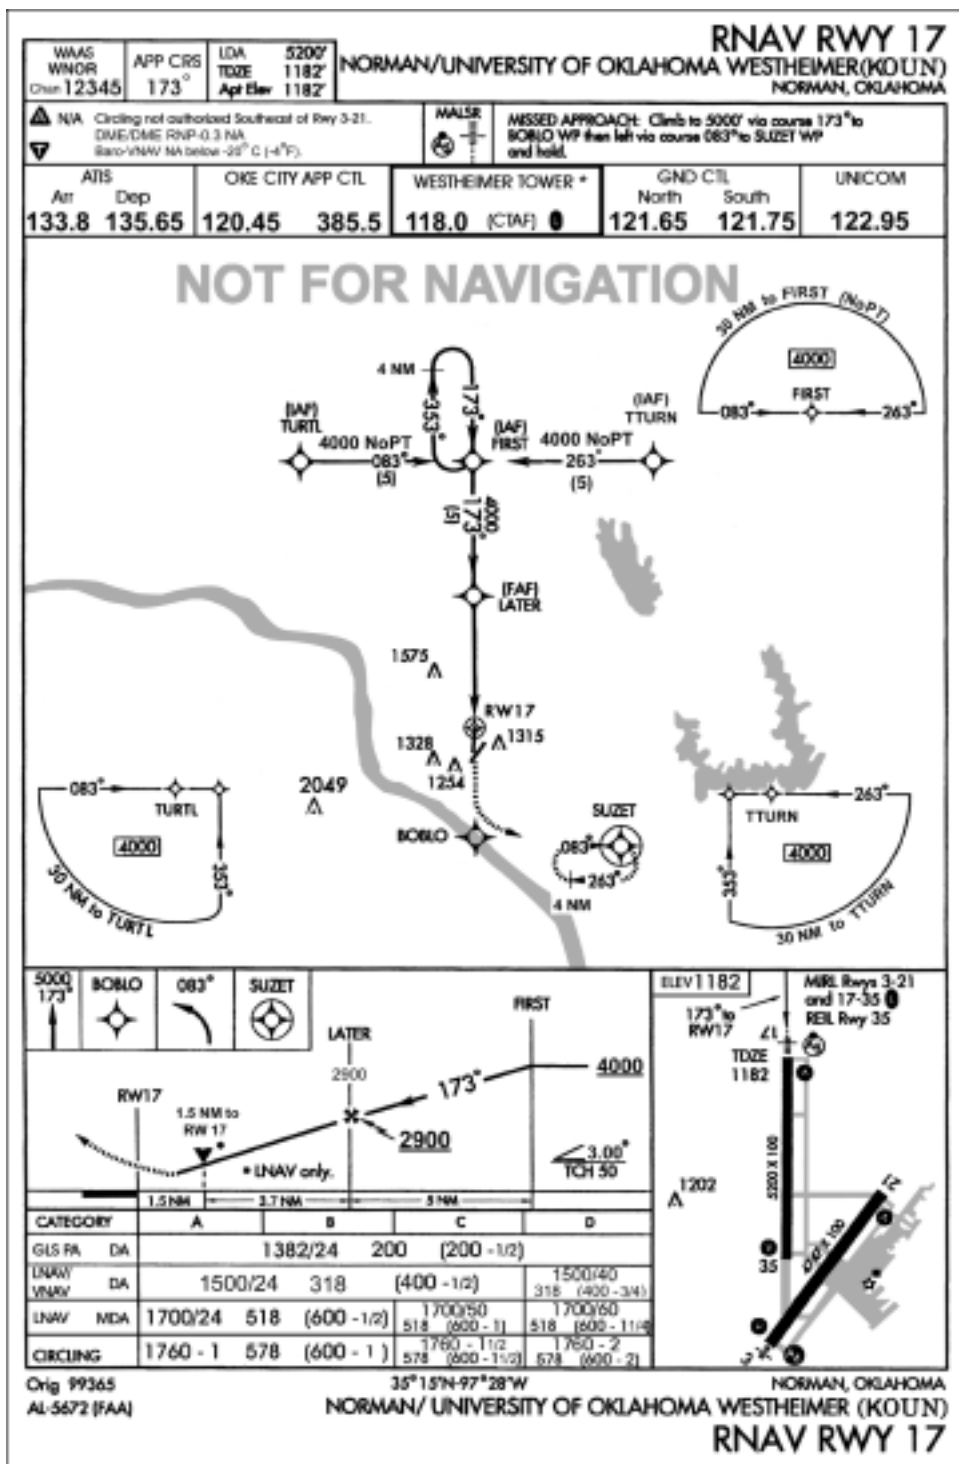 RNAV RWY 17
WAAS
WNOR
Chan 12345
APP CRS
173°
LDA 5200'
TDZE 1182'
Apt Elev 1182'
NORMAN/UNIVERSITY OF OKLAHOMA WESTHEIMER(KOUN)
NORMAN, OKLAHOMA
A N/A Circling not authorized Southeast of Rwy 3-21.
DME/DME RNP-0.3 NA
T Baro-VNAV NA below -20° C (-4°F).
MALSR
MISSED APPROACH: Climb to 5000' via course 173° to
BOBLO WP then left via course 083° to SUZET WP
and hold.
ATIS
Arr Dep
133.8 135.65
OKE CITY APP CTL
120.45 385.5
WESTHEIMER TOWER *
118.0 (CTAF)
GND CTL
North South
121.65 121.75
UNICOM
122.95
NOT FOR NAVIGATION
30 NM to FIRST (NoPT)
4000
FIRST
083° 263°
4 NM
353°
173°
(IAF)
TURTL
4000 NoPT
083°
(5)
(IAF)
FIRST
4000 NoPT
263°
(5)
(IAF)
TTURN
4000
173°
(5)
(FAF)
LATER
1575
RW17
1315
1328
1254
2049
BOBLO
SUZET
083°
263°
4 NM
083°
TURTL
4000
353°
30 NM to TURTL
263°
TTURN
4000
353°
30 NM to TTURN
5000
173°
BOBLO
083°
SUZET
LATER
2900
FIRST
4000
173°
2900
RW17
1.5 NM to
RW 17
*
* LNAV only.
3.00°
TCH 50
1.5 NM 3.7 NM 5 NM
CATEGORY A B C D
GLS PA DA 1382/24 200 (200 - 1/2)
LNAV/
VNAV DA 1500/24 318 (400 - 1/2) 1500/40
318 (400 - 3/4)
LNAV MDA 1700/24 518 (600 - 1/2) 1700/50
518 (600 - 1) 1700/60
518 (600 - 1 1/4)
CIRCLING 1760 - 1 578 (600 - 1) 1760 - 1 1/2
578 (600 - 1 1/2) 1760 - 2
578 (600 - 2)
ELEV 1182
MIRL Rwys 3-21
and 17-35
REIL Rwy 35
173° to
RW17
17
TDZE
1182
5200 X 100
1202
21
35
3
Orig 99365
35°15'N-97°28'W
NORMAN, OKLAHOMA
AL-5672 (FAA)
NORMAN/ UNIVERSITY OF OKLAHOMA WESTHEIMER (KOUN)
RNAV RWY 17